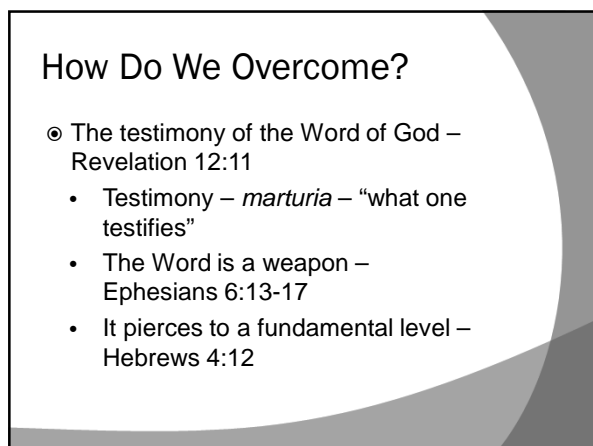 How Do We Overcome?
⦿ The testimony of the Word of God –
Revelation 12:11
• Testimony – marturia – “what one
testifies”
• The Word is a weapon –
Ephesians 6:13-17
• It pierces to a fundamental level –
Hebrews 4:12